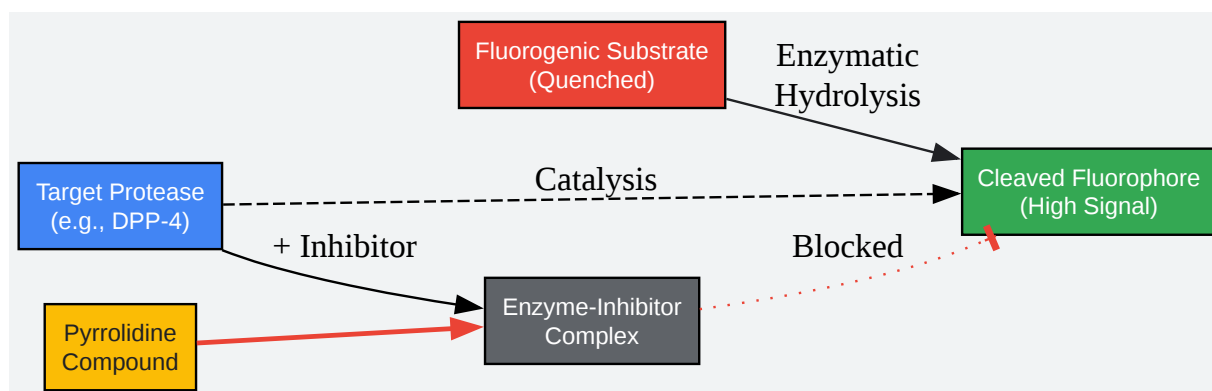 Fluorogenic Substrate
(Quenched)
Enzymatic
Hydrolysis
Target Protease
(e.g., DPP-4)
Catalysis
Cleaved Fluorophore
(High Signal)
+ Inhibitor
Blocked
Enzyme-Inhibitor
Complex
Pyrrolidine
Compound